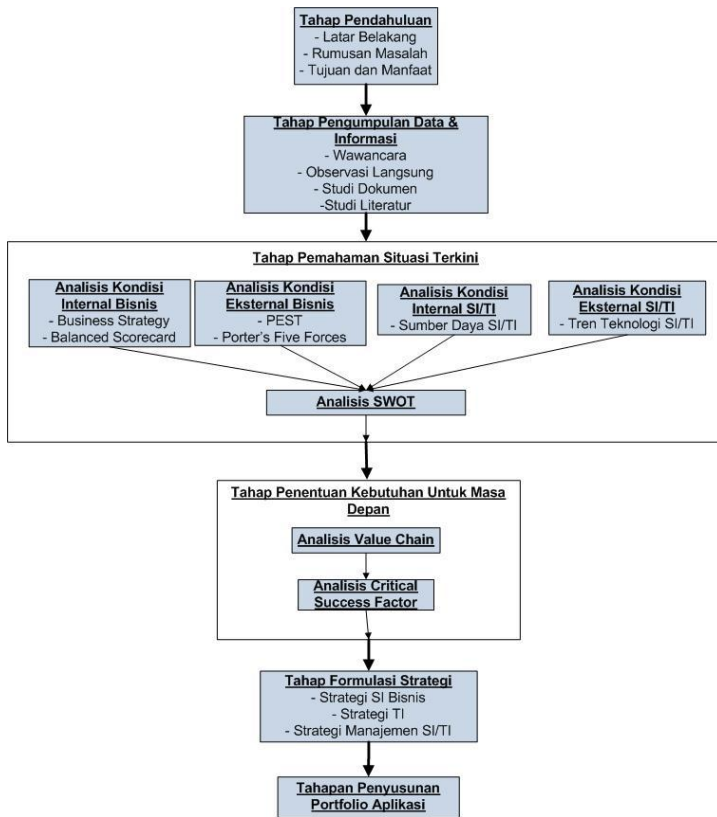 Tahap Pendahuluan
- Latar Belakang
- Rumusan Masalah
- Tujuan dan Manfaat
Tahap Pengumpulan Data &
Informasi
- Wawancara
- Observasi Langsung
- Studi Dokumen
-Studi Literatur
Tahap Pemahaman Situasi Terkini
Analisis Kondisi
Internal Bisnis
- Business Strategy
- Balanced Scorecard
Analisis Kondisi
Eksternal Bisnis
- PEST
- Porter's Five Forces
Analisis Kondisi
Internal SI/TI
- Sumber Daya SI/TI
Analisis Kondisi
Eksternal SI/TI
- Tren Teknologi SI/TI
Analisis SWOT
Tahap Penentuan Kebutuhan Untuk Masa
Depan
Analisis Value Chain
Analisis Critical
Success Factor
Tahap Formulasi Strategi
- Strategi SI Bisnis
- Strategi TI
- Strategi Manajemen SI/TI
Tahapan Penyusunan
Portfolio Aplikasi